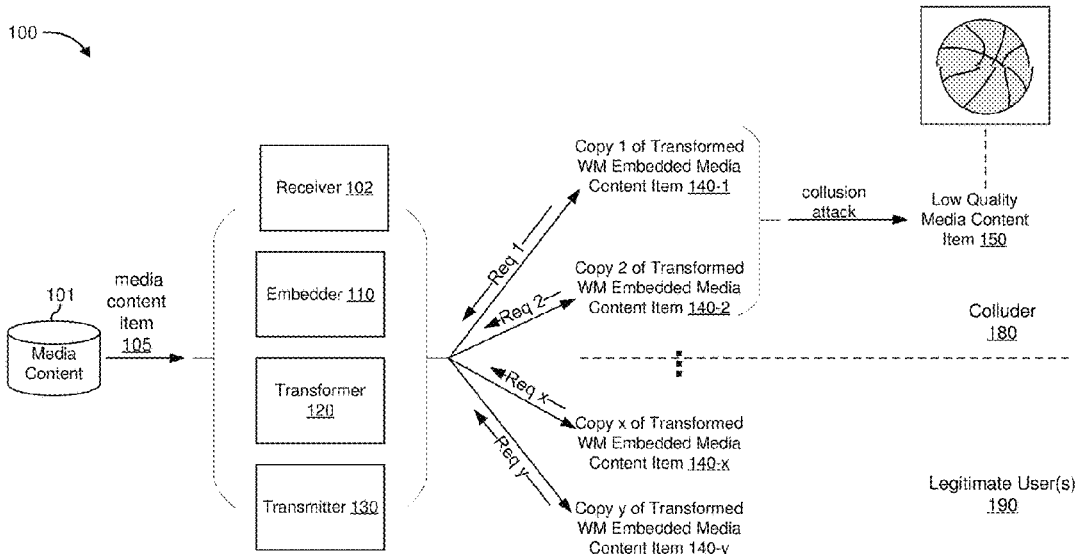 100
101
Media
Content
media
content
item
105
Receiver 102
Embedder 110
Transformer
120
Transmitter 130
Req 1
Req 2
Req x
Req y
Copy 1 of Transformed
WM Embedded Media
Content Item 140-1
Copy 2 of Transformed
WM Embedded Media
Content Item 140-2
Copy x of Transformed
WM Embedded Media
Content Item 140-x
Copy y of Transformed
WM Embedded Media
Content Item 140-y
collusion
attack
Low Quality
Media Content
Item 150
Colluder
180
Legitimate User(s)
190